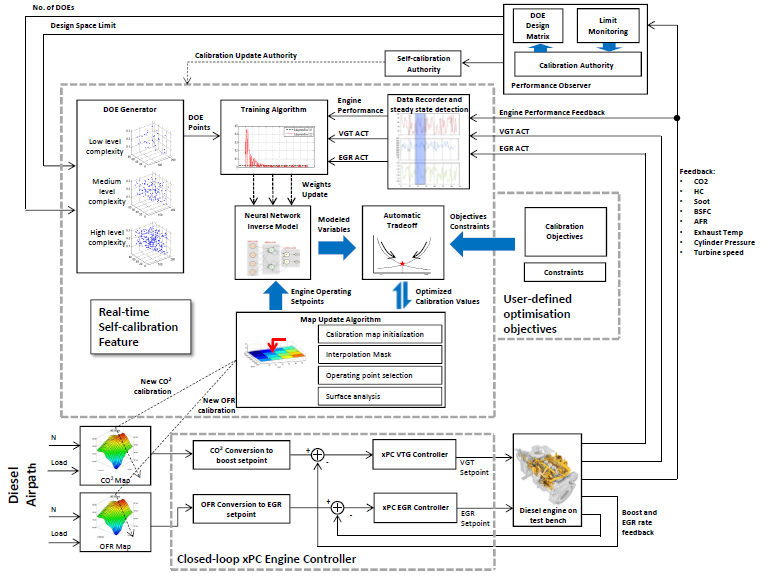 No. of DOEs
Design Space Limit
DOE
Design
Matrix
Limit
Monitoring
Calibration Authority
Performance Observer
Calibration Update Authority
Self-calibration
Authority
DOE Generator
Low level
complexity
Medium
level
complexity
High level
complexity
DOE
Points
Training Algorithm
Engine
Performance
VGT ACT
EGR ACT
Data Recorder and
steady state detection
Engine Performance Feedback
VGT ACT
EGR ACT
Weights
Update
Neural Network
Inverse Model
Modeled
Variables
Automatic
Tradeoff
Objectives
Constraints
Calibration
Objectives
Constraints
User-defined
optimisation
objectives
Feedback:
• CO2
• HC
• Soot
• BSFC
• AFR
• Exhaust Temp
• Cylinder Pressure
• Turbine speed
Engine Operating
Setpoints
Optimized
Calibration Values
Real-time
Self-calibration
Feature
Map Update Algorithm
Calibration map initialization
Interpolation Mask
Operating point selection
Surface analysis
New CO²
calibration
New OFR
calibration
Diesel
Airpath
N
Load
CO² Map
N
Load
OFR Map
CO² Conversion to
boost setpoint
+
-
xPC VTG Controller
VGT
Setpoint
OFR Conversion to EGR
setpoint
+
-
xPC EGR Controller
EGR
Setpoint
Diesel engine on
test bench
Boost and
EGR rate
feedback
Closed-loop xPC Engine Controller